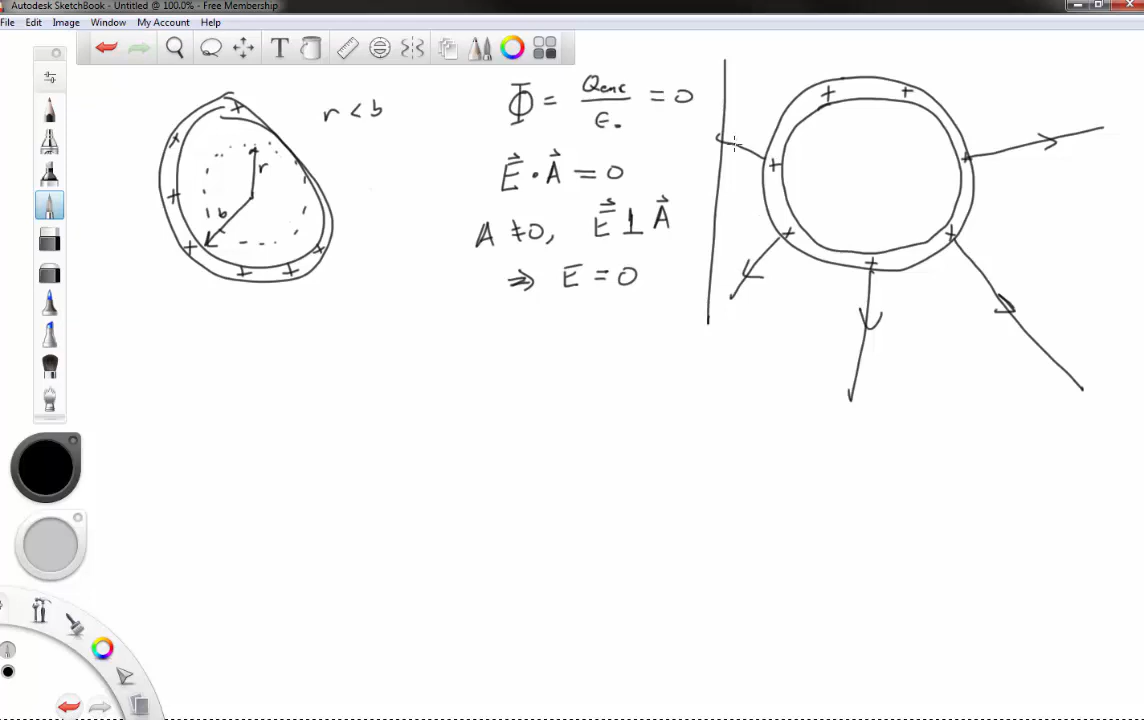 Autodesk SketchBook - Untitled @ 100.0% - Free Membership
File Edit Image Window My Account Help
r < b
r
b
Φ = Qenc / ε₀ = 0
E⃗ · A⃗ = 0
A ≠ 0, E⃗ ⊥ A⃗
⇒ E = 0